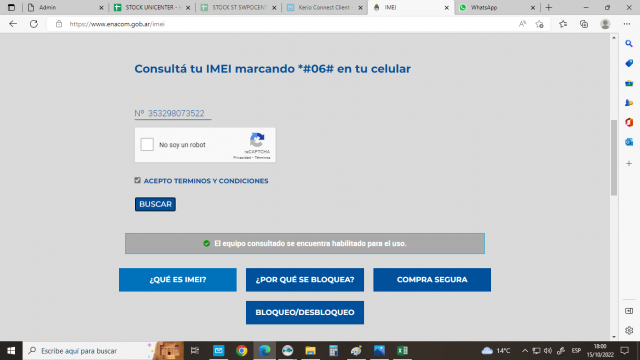 Admin
STOCK UNICENTER -
STOCK ST SWPOCEN
Kerio Connect Client
IMEI
WhatsApp
https://www.enacom.gob.ar/imei
Consultá tu IMEI marcando *#06# en tu celular
Nº 353298073522
No soy un robot
reCAPTCHA
Privacidad - Términos
ACEPTO TERMINOS Y CONDICIONES
BUSCAR
El equipo consultado se encuentra habilitado para el uso.
¿QUÉ ES IMEI?
¿POR QUÉ SE BLOQUEA?
COMPRA SEGURA
BLOQUEO/DESBLOQUEO
Escribe aquí para buscar
14°C
ESP
18:00
15/10/2022